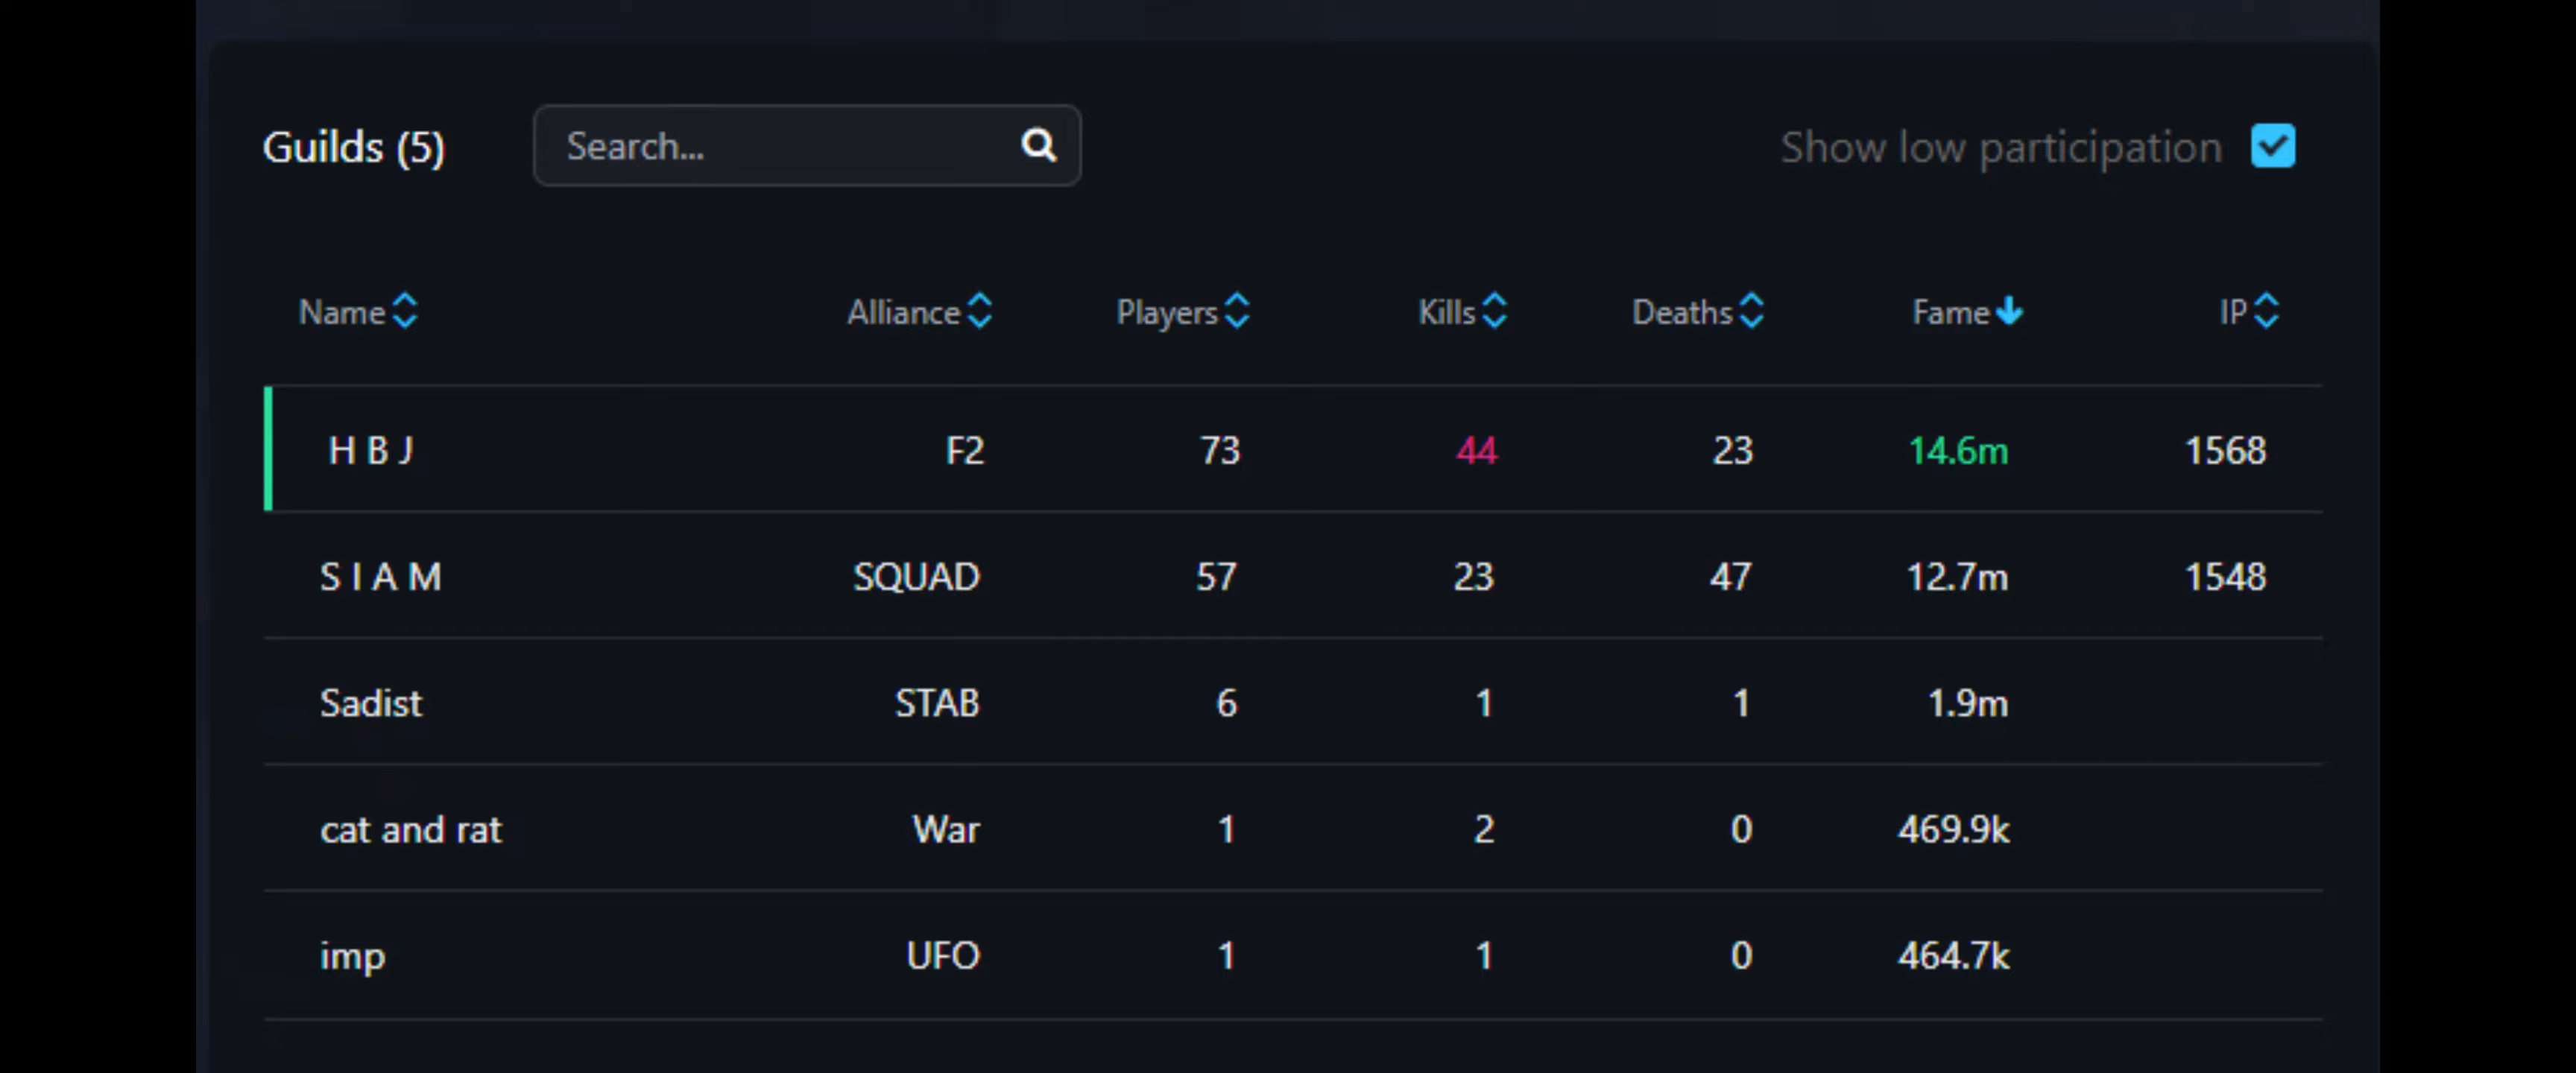 Guilds (5) Search... Show low participation
Name Alliance Players Kills Deaths Fame IP
H B J F2 73 44 23 14.6m 1568
S I A M SQUAD 57 23 47 12.7m 1548
Sadist STAB 6 1 1 1.9m
cat and rat War 1 2 0 469.9k
imp UFO 1 1 0 464.7k